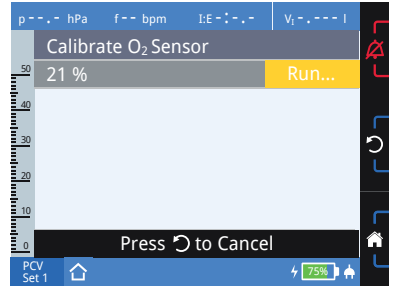 p --.- hPa f -- bpm I:E -:-.- VI -.--- l
Calibrate O2 Sensor
21 % Run...
50
40
30
20
10
0
Press to Cancel
PCV
Set 1
75%